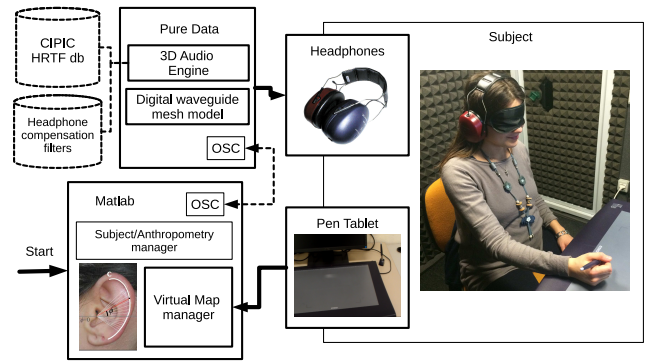 CIPIC
HRTF db
Headphone
compensation
filters
Pure Data
3D Audio
Engine
Digital waveguide
mesh model
OSC
Headphones
Subject
Matlab
OSC
Subject/Anthropometry
manager
Start
Virtual Map
manager
Pen Tablet